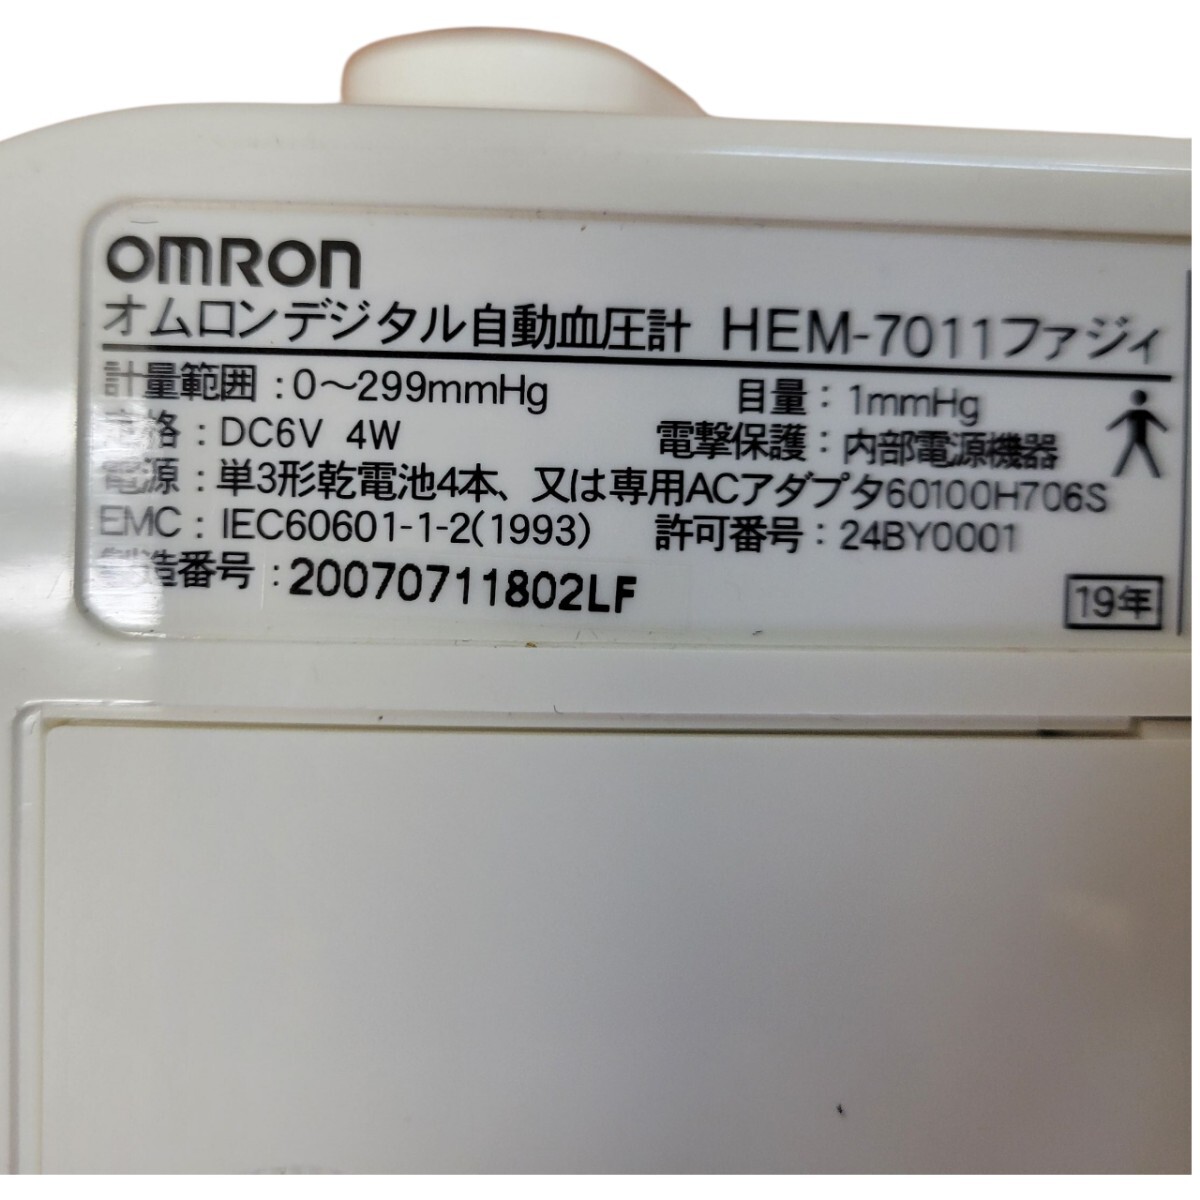 OMRON
オムロンデジタル自動血圧計 HEM-7011ファジィ
計量範囲：0〜299mmHg 目量：1mmHg
定格：DC6V 4W 電撃保護：内部電源機器
電源：単3形乾電池4本、又は専用ACアダプタ60100H706S
EMC：IEC60601-1-2(1993) 許可番号：24BY0001
製造番号：20070711802LF
19年